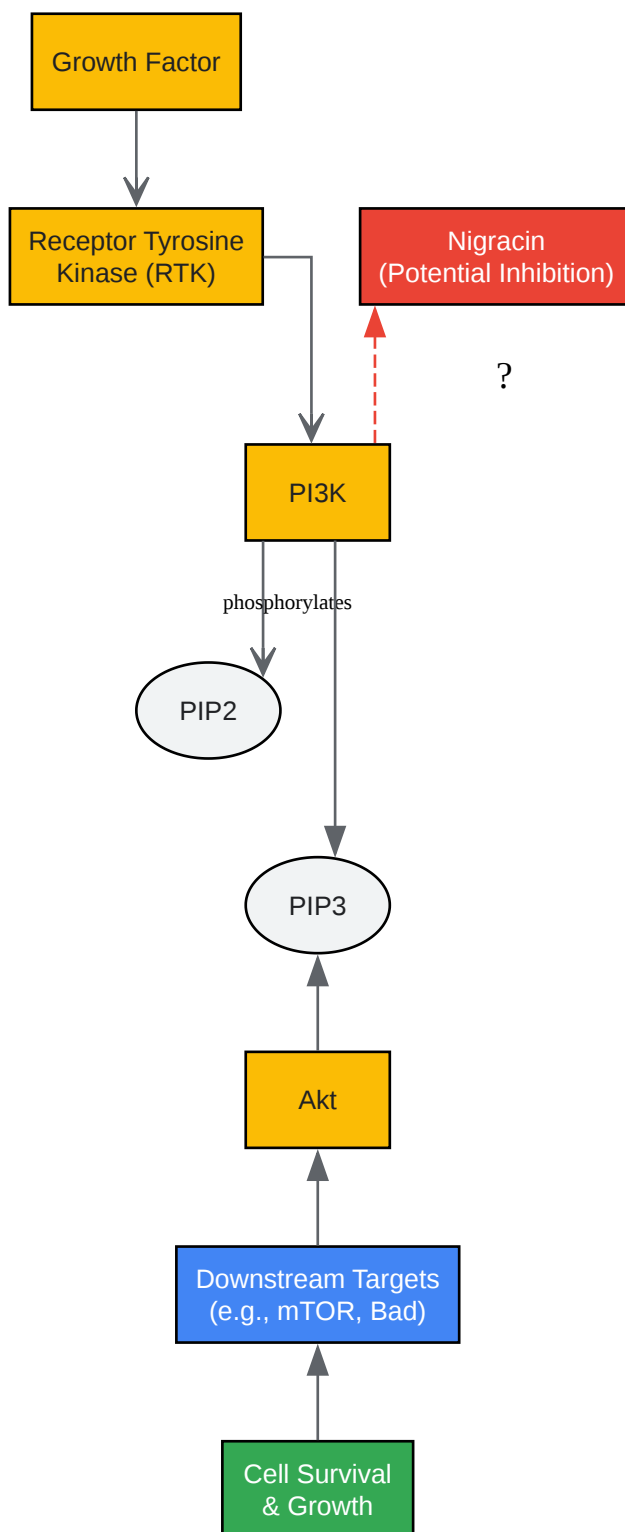 Growth Factor
Receptor Tyrosine
Kinase (RTK)
Nigracin
(Potential Inhibition)
?
PI3K
phosphorylates
PIP2
PIP3
Akt
Downstream Targets
(e.g., mTOR, Bad)
Cell Survival
& Growth